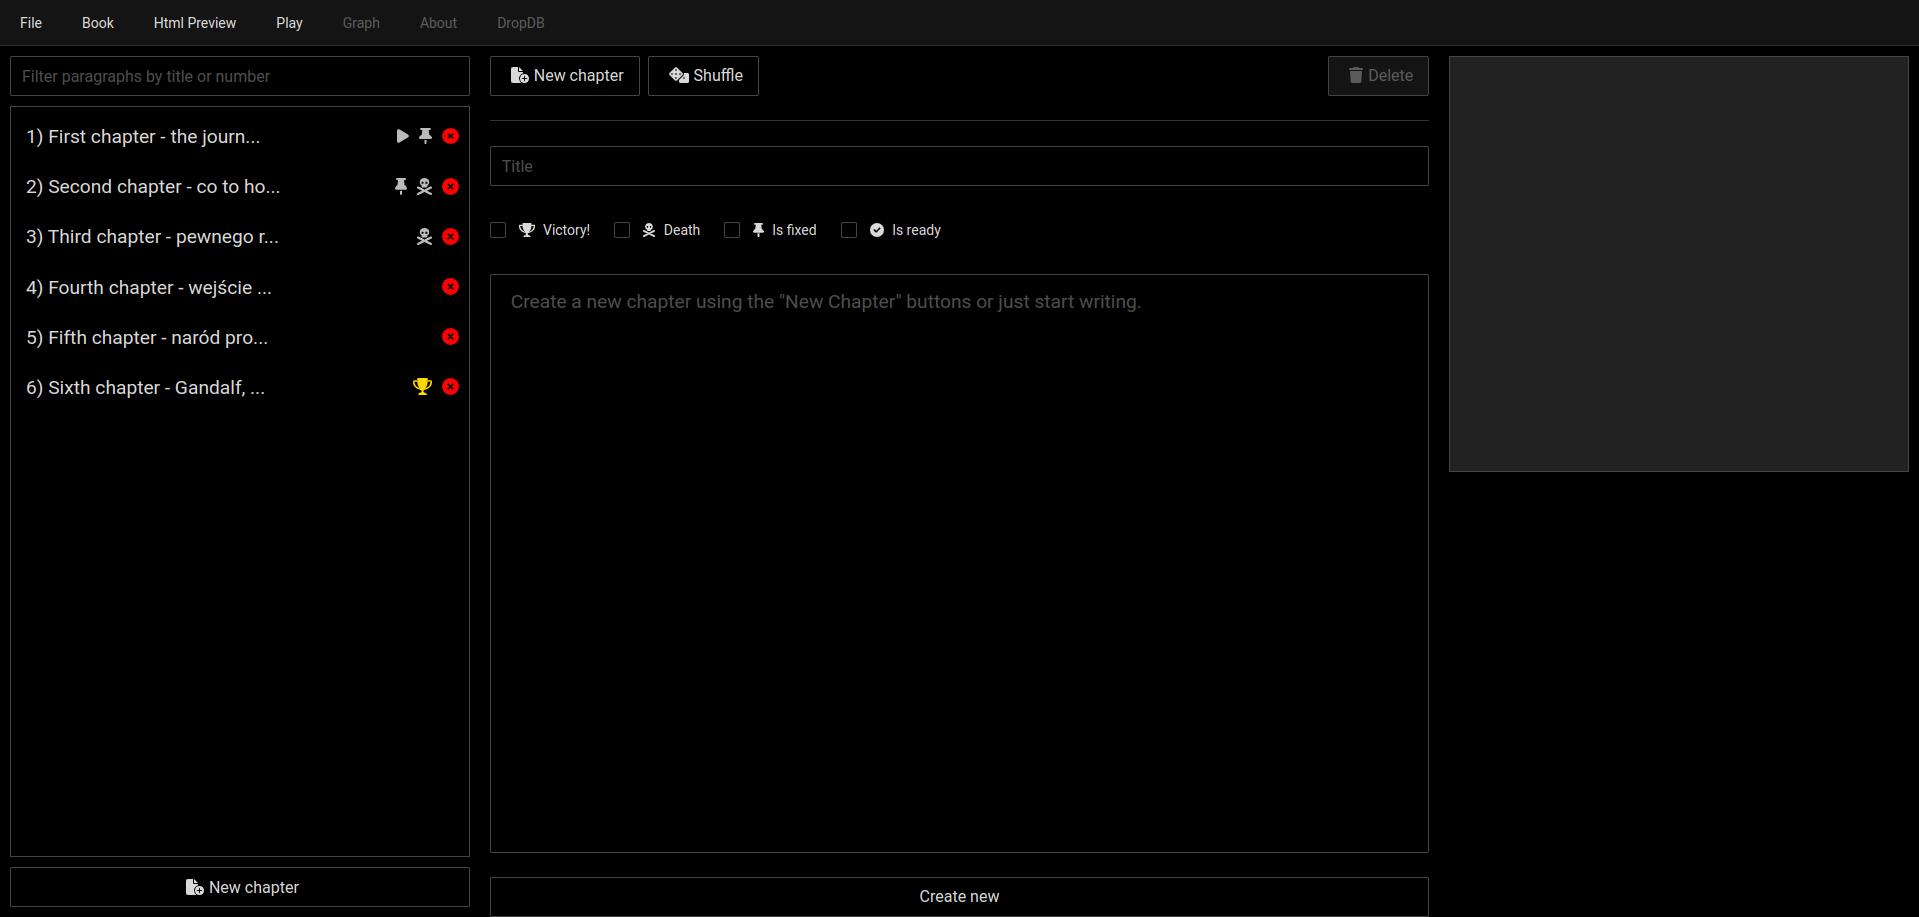 File Book Html Preview Play Graph About DropDB
Filter paragraphs by title or number
1) First chapter - the journ...
2) Second chapter - co to ho...
3) Third chapter - pewnego r...
4) Fourth chapter - wejście ...
5) Fifth chapter - naród pro...
6) Sixth chapter - Gandalf, ...
New chapter
New chapter Shuffle Delete
Title
Victory! Death Is fixed Is ready
Create a new chapter using the "New Chapter" buttons or just start writing.
Create new